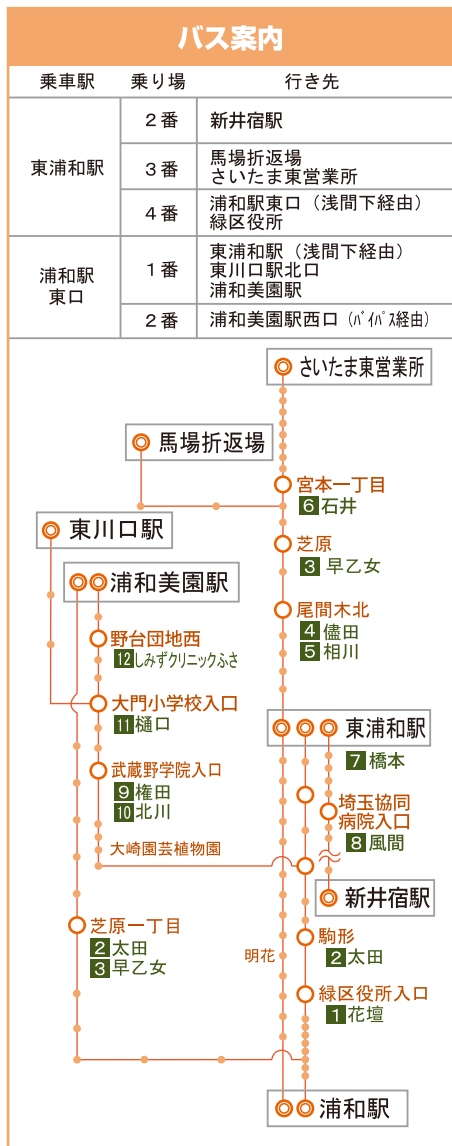 バス案内
乗車駅 乗り場 行き先
東浦和駅
2番 新井宿駅
3番 馬場折返場
さいたま東営業所
4番 浦和駅東口（浅間下経由）
緑区役所
浦和駅
東口
1番 東浦和駅（浅間下経由）
東川口駅北口
浦和美園駅
2番 浦和美園駅西口（ﾊﾞｲﾊﾟｽ経由）
さいたま東営業所
馬場折返場
宮本一丁目
6 石井
東川口駅
芝原
3 早乙女
浦和美園駅
尾間木北
4 儘田
5 相川
野台団地西
12 しみずクリニックふさ
大門小学校入口
11 樋口
東浦和駅
7 橋本
武蔵野学院入口
9 権田
10 北川
埼玉協同
病院入口
8 風間
大崎園芸植物園
新井宿駅
芝原一丁目
2 太田
3 早乙女
駒形
2 太田
明花
緑区役所入口
1 花壇
浦和駅